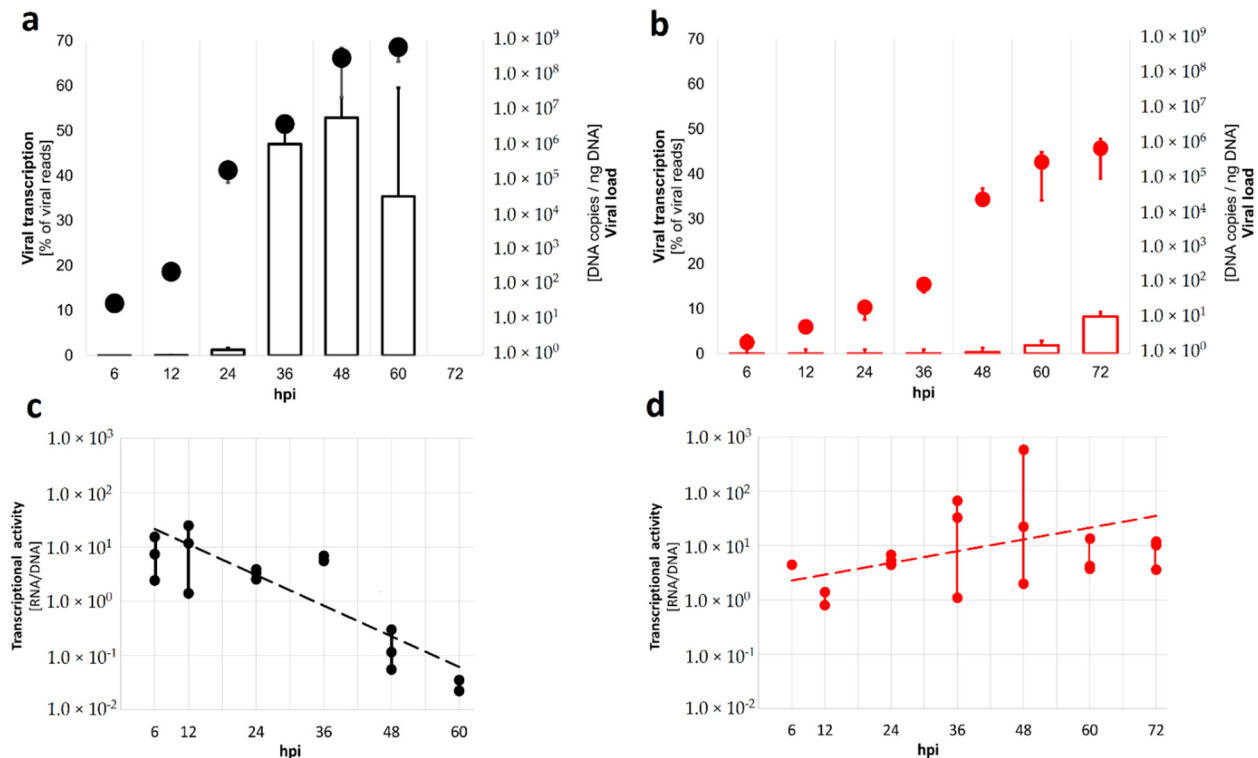 a
70
60
50
40
30
20
10
0
Viral transcription
[% of viral reads]
1.0 × 10⁹
1.0 × 10⁸
1.0 × 10⁷
1.0 × 10⁶
1.0 × 10⁵
1.0 × 10⁴
1.0 × 10³
1.0 × 10²
1.0 × 10¹
1.0 × 10⁰
[DNA copies / ng DNA]
Viral load
6 12 24 36 48 60 72
hpi
b
70
60
50
40
30
20
10
0
Viral transcription
[% of viral reads]
1.0 × 10⁹
1.0 × 10⁸
1.0 × 10⁷
1.0 × 10⁶
1.0 × 10⁵
1.0 × 10⁴
1.0 × 10³
1.0 × 10²
1.0 × 10¹
1.0 × 10⁰
[DNA copies / ng DNA]
Viral load
6 12 24 36 48 60 72
hpi
c
1.0 × 10³
1.0 × 10²
1.0 × 10¹
1.0 × 10⁰
1.0 × 10⁻¹
1.0 × 10⁻²
Transcriptional activity
[RNA/DNA]
6 12 24 36 48 60
hpi
d
1.0 × 10³
1.0 × 10²
1.0 × 10¹
1.0 × 10⁰
1.0 × 10⁻¹
1.0 × 10⁻²
Transcriptional activity
[RNA/DNA]
6 12 24 36 48 60 72
hpi